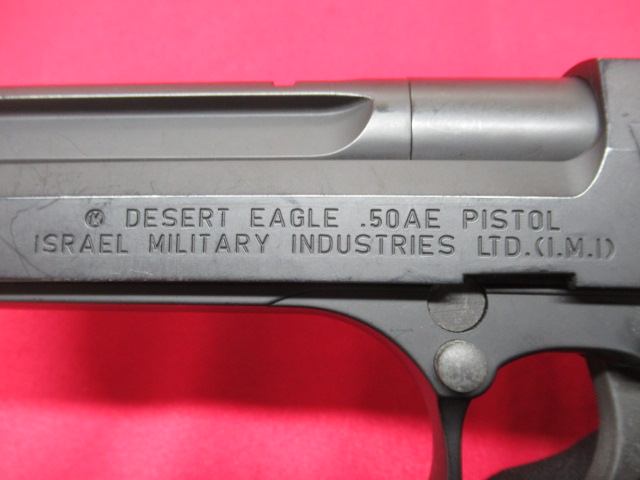 Ⓚ DESERT EAGLE .50AE PISTOL
ISRAEL MILITARY INDUSTRIES LTD.(I.M.I)